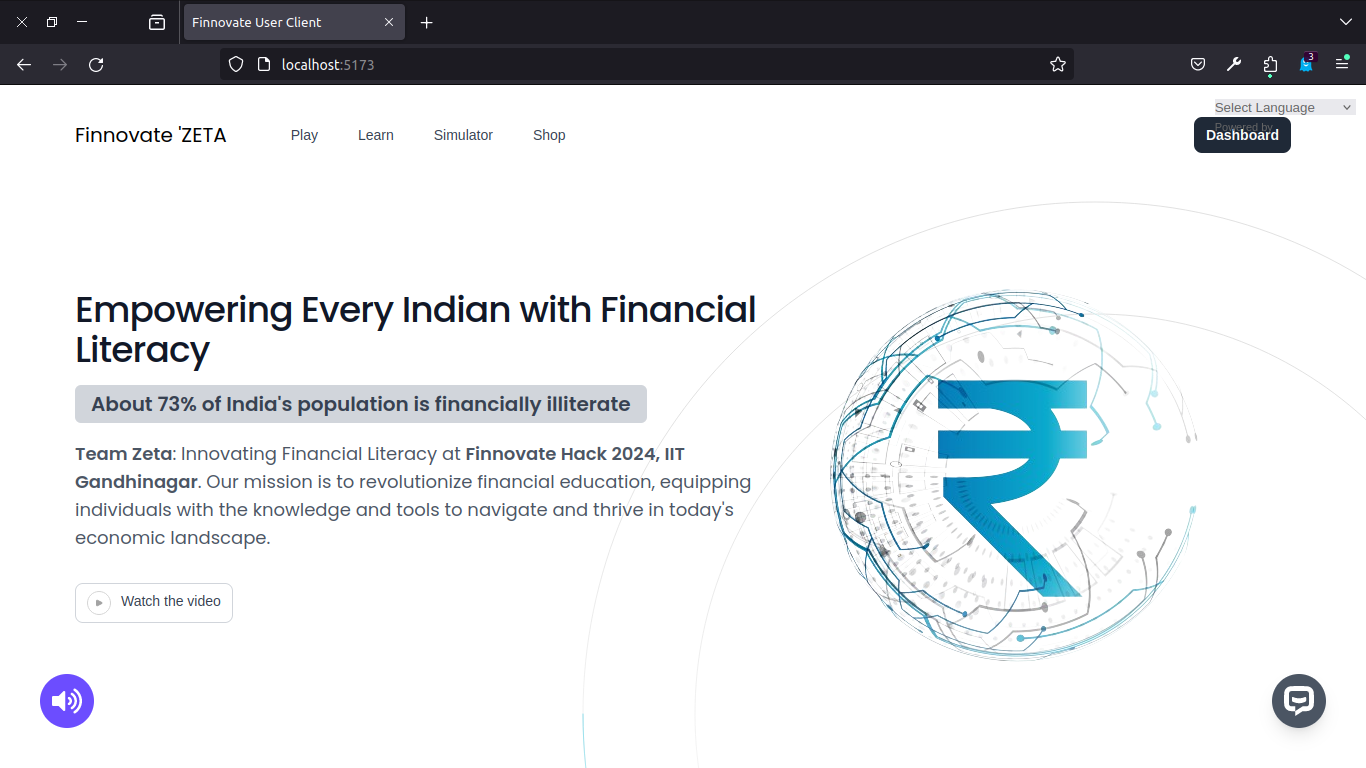 Finnovate User Client
3
localhost:5173
Select Language
Powered by
Finnovate 'ZETA
Play
Learn
Simulator
Shop
Dashboard
Empowering Every Indian with Financial
Literacy
About 73% of India's population is financially illiterate
Team Zeta: Innovating Financial Literacy at Finnovate Hack 2024, IIT
Gandhinagar. Our mission is to revolutionize financial education, equipping
individuals with the knowledge and tools to navigate and thrive in today's
economic landscape.
₹
Watch the video